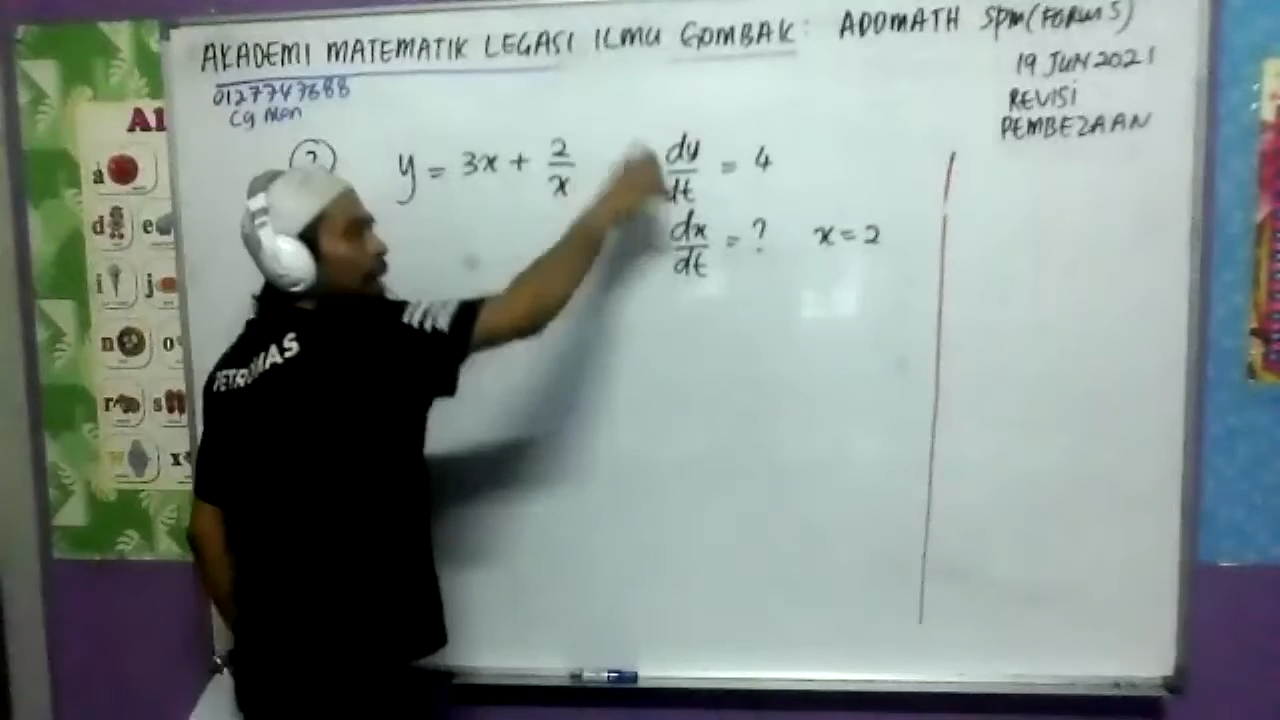 AKADEMI MATEMATIK LEGASI ILMU GOMBAK: ADDMATH SPM (FORM 5)
0127747688
Cg Man
19 JUN 2021
REVISI
PEMBEZAAN
y = 3x + 2/x
dy/dt = 4
dx/dt = ? x = 2
A1
a
d e
i j
n o
r s
w x